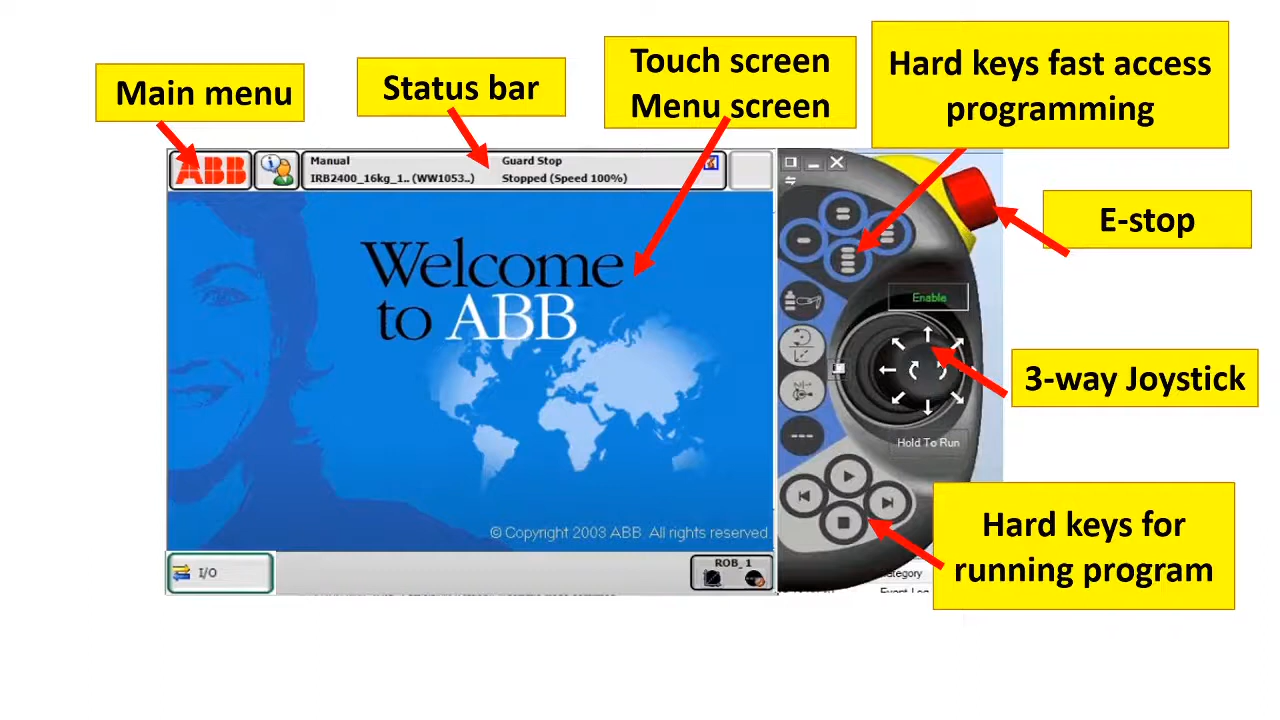 Main menu
Status bar
Touch screen
Menu screen
Hard keys fast access
programming
ABB
Manual
Guard Stop
IRB2400_16kg_1.. (WW1053..)
Stopped (Speed 100%)
E-stop
Welcome
to ABB
Enable
3-way Joystick
Hold To Run
Hard keys for
running program
© Copyright 2003 ABB. All rights reserved.
I/O
ROB_1
Event Log